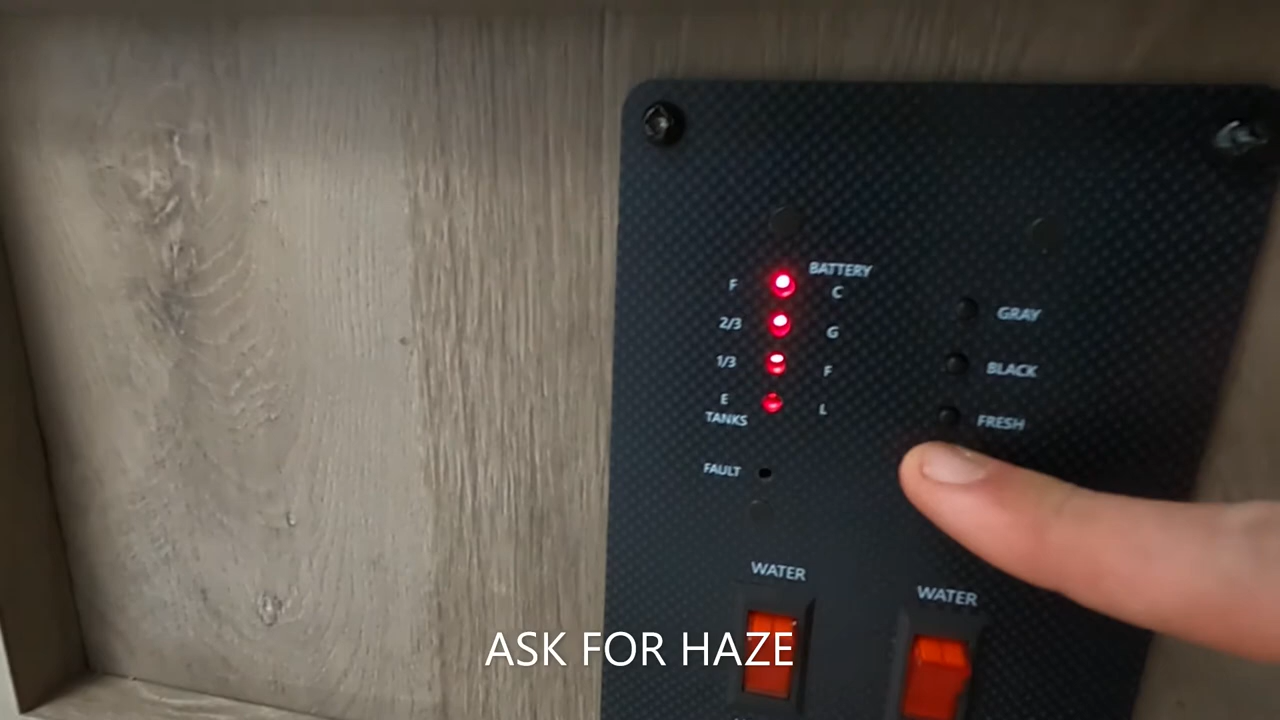 BATTERY
F C
2/3 G
1/3 F
E L
TANKS
FAULT
GRAY
BLACK
FRESH
WATER
WATER
ASK FOR HAZE